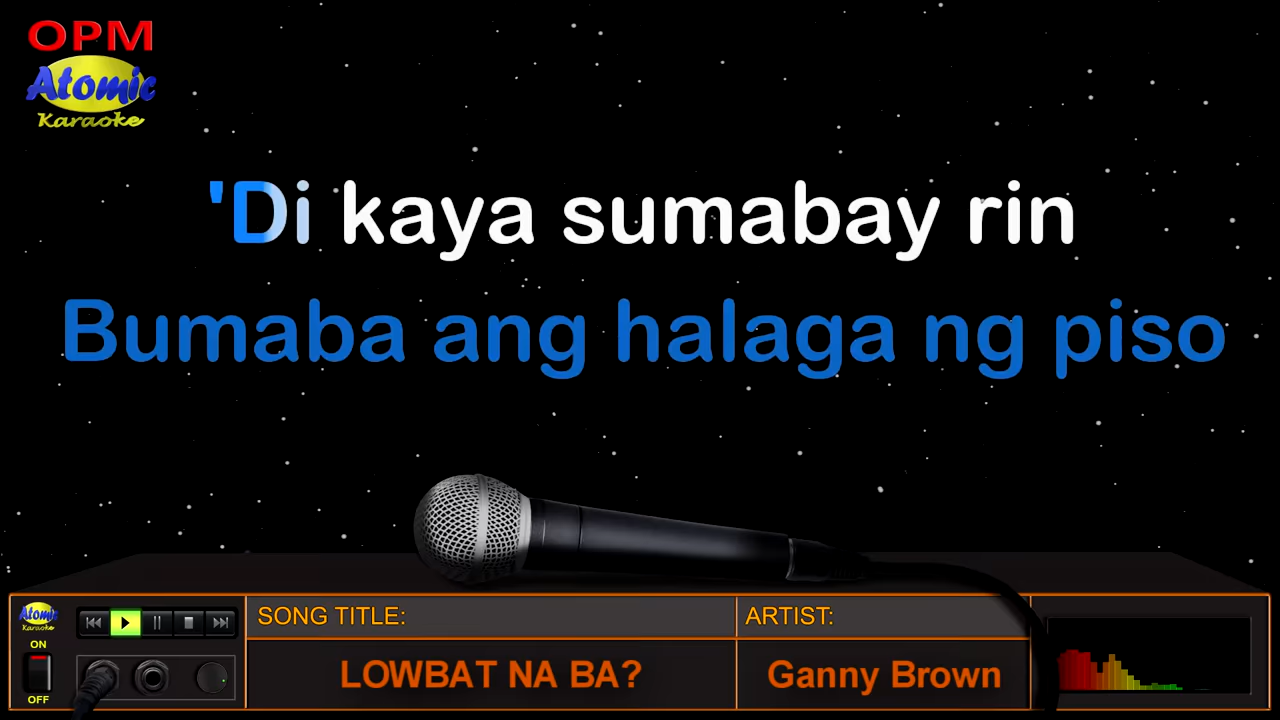 OPM
Atomic
Karaoke
'Di kaya sumabay rin
Bumaba ang halaga ng piso
Atomic
Karaoke
ON
OFF
SONG TITLE:
LOWBAT NA BA?
ARTIST:
Ganny Brown